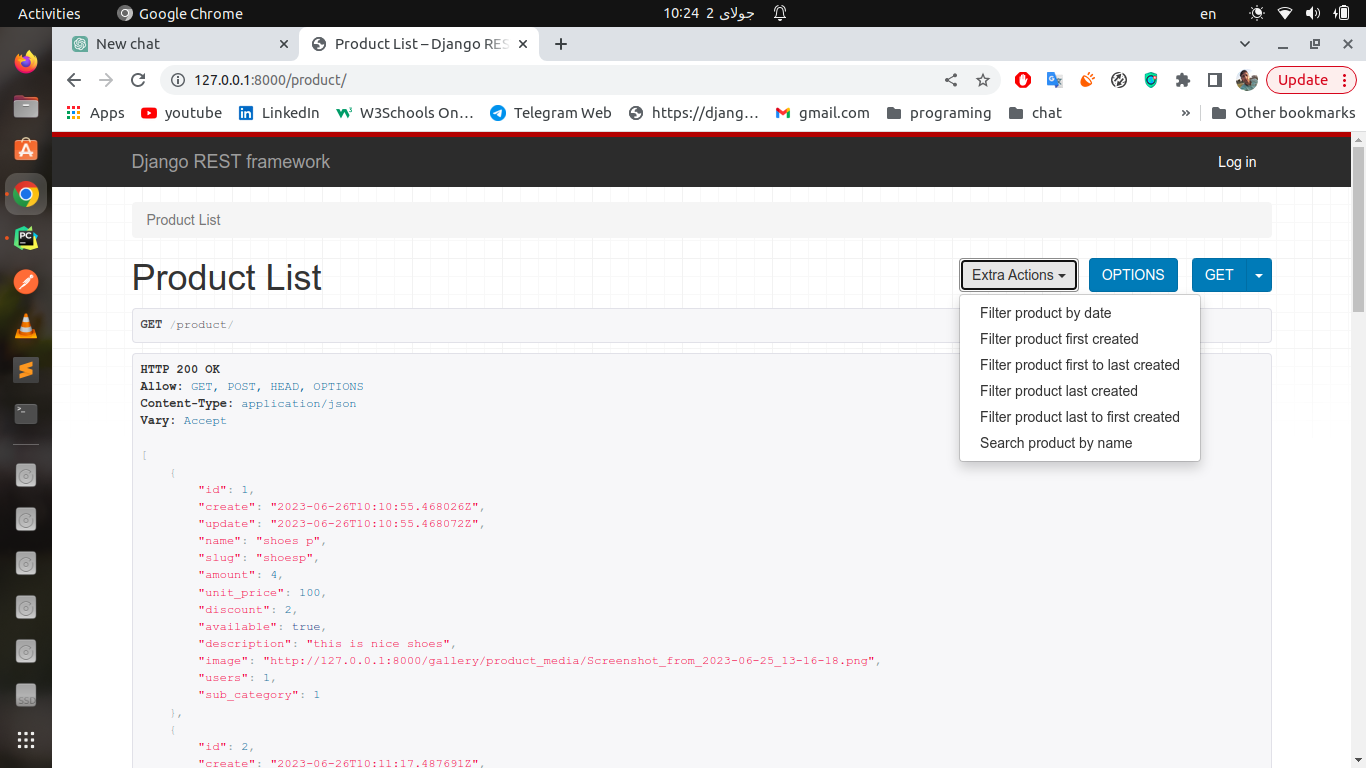 Activities
Google Chrome
10:24 2 جولای
en
New chat
Product List – Django RES
127.0.0.1:8000/product/
Update
Apps
youtube
LinkedIn
W3Schools On...
Telegram Web
https://djang...
gmail.com
programing
chat
»
Other bookmarks
Django REST framework
Log in
Product List
Product List
Extra Actions
OPTIONS
GET
Filter product by date
Filter product first created
Filter product first to last created
Filter product last created
Filter product last to first created
Search product by name
GET /product/
HTTP 200 OK
Allow: GET, POST, HEAD, OPTIONS
Content-Type: application/json
Vary: Accept
[
{
"id": 1,
"create": "2023-06-26T10:10:55.468026Z",
"update": "2023-06-26T10:10:55.468072Z",
"name": "shoes p",
"slug": "shoesp",
"amount": 4,
"unit_price": 100,
"discount": 2,
"available": true,
"description": "this is nice shoes",
"image": "http://127.0.0.1:8000/gallery/product_media/Screenshot_from_2023-06-25_13-16-18.png",
"users": 1,
"sub_category": 1
},
{
"id": 2,
"create": "2023-06-26T10:11:17.487691Z",
PC
SSD